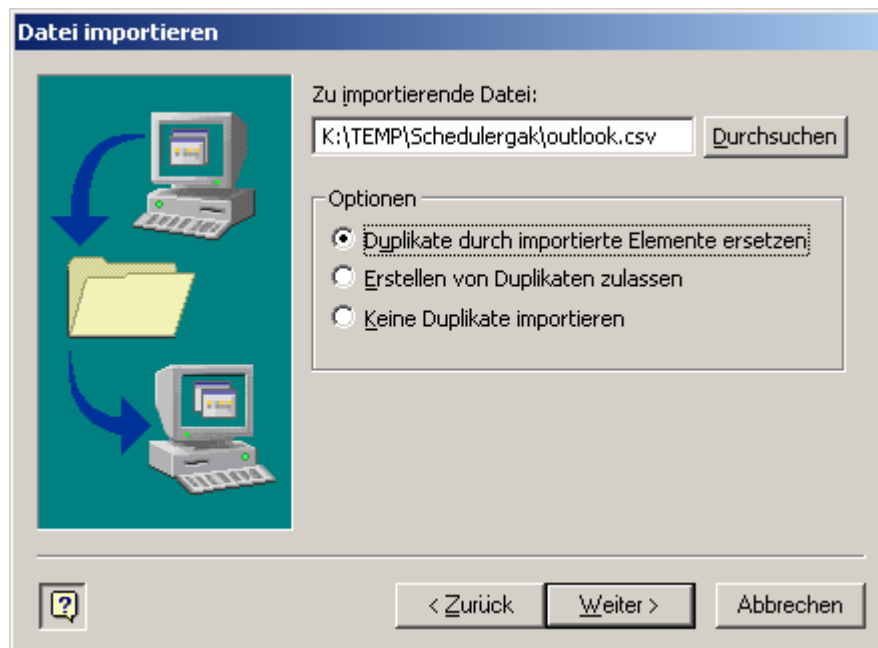 Datei importieren
Zu importierende Datei:
K:\TEMP\Schedulergak\outlook.csv
Durchsuchen
Optionen
Duplikate durch importierte Elemente ersetzen
Erstellen von Duplikaten zulassen
Keine Duplikate importieren
?
< Zurück
Weiter >
Abbrechen